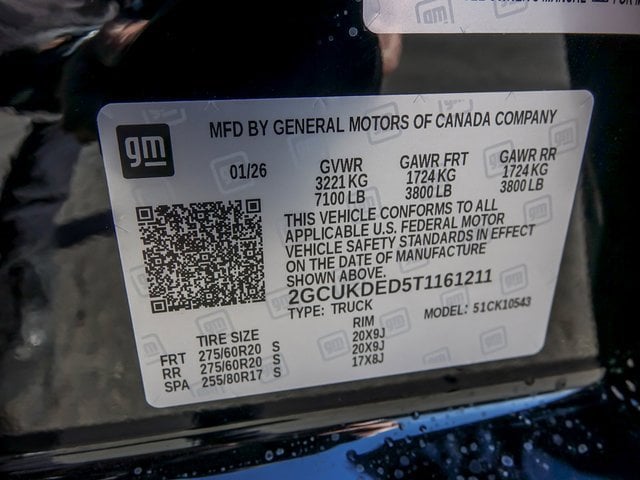 OWNER'S MANUAL
gm
MFD BY GENERAL MOTORS OF CANADA COMPANY
01/26
GVWR GAWR FRT GAWR RR
3221 KG 1724 KG 1724 KG
7100 LB 3800 LB 3800 LB
THIS VEHICLE CONFORMS TO ALL
APPLICABLE U.S. FEDERAL MOTOR
VEHICLE SAFETY STANDARDS IN EFFECT
ON THE DATE OF MANUFACTURE
SHOWN ABOVE.
2GCUKDED5T1161211
TYPE: TRUCK MODEL: 51CK10543
TIRE SIZE RIM
FRT 275/60R20 S 20X9J
RR 275/60R20 S 20X9J
SPA 255/80R17 S 17X8J